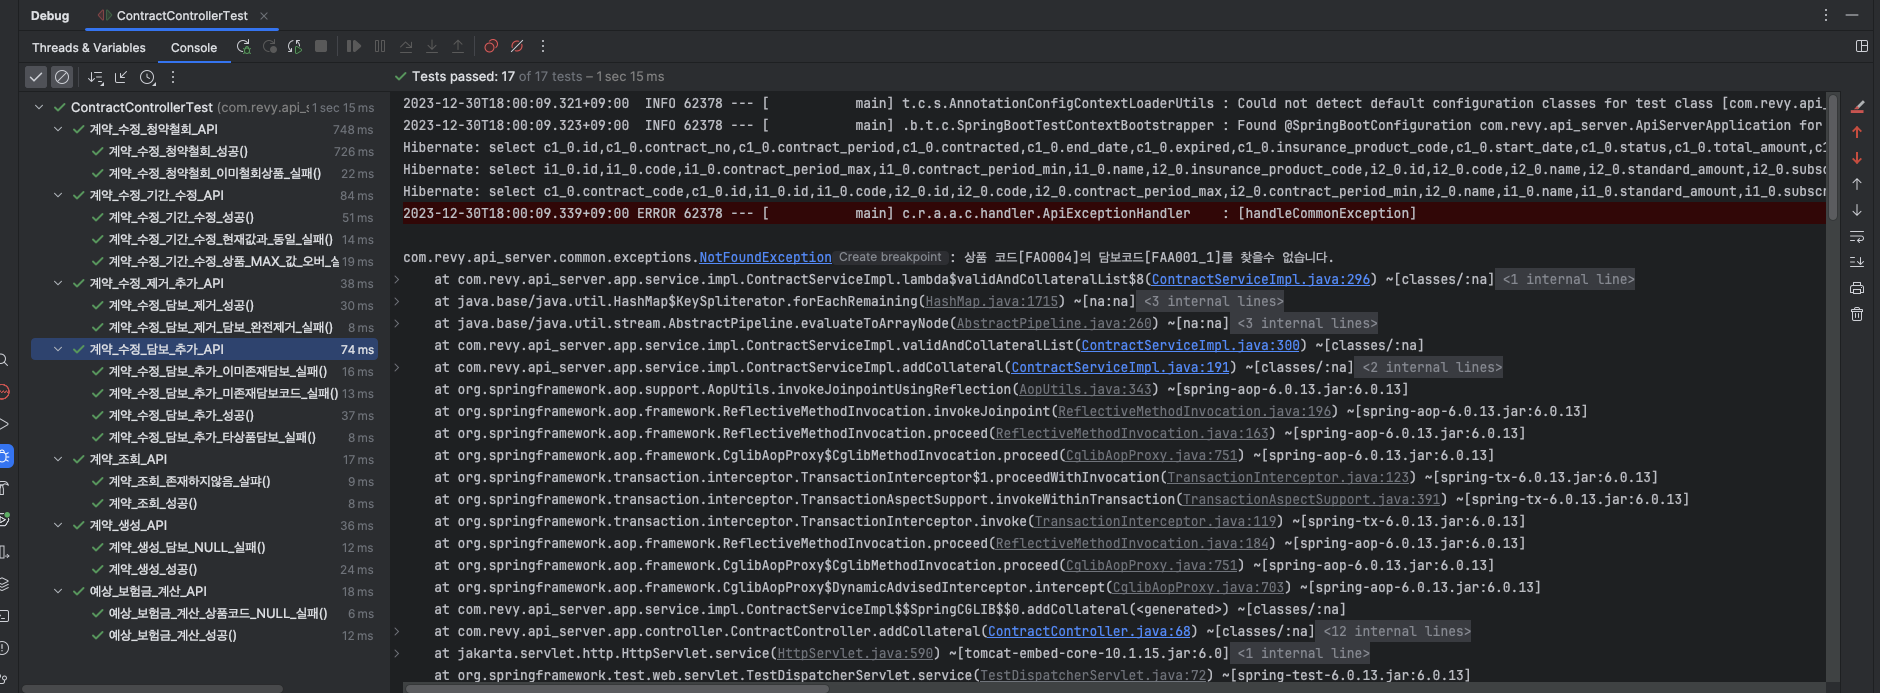 Debug ContractControllerTest
Threads & Variables Console
Tests passed: 17 of 17 tests – 1 sec 15 ms
ContractControllerTest (com.revy.api_s 1 sec 15 ms
계약_수정_청약철회_API 748 ms
계약_수정_청약철회_성공() 726 ms
계약_수정_청약철회_이미철회상품_실패() 22 ms
계약_수정_기간_수정_API 84 ms
계약_수정_기간_수정_성공() 51 ms
계약_수정_기간_수정_현재값과_동일_실패() 14 ms
계약_수정_기간_수정_상품_MAX_값_오버_실 19 ms
계약_수정_제거_추가_API 38 ms
계약_수정_담보_제거_성공() 30 ms
계약_수정_담보_제거_담보_완전제거_실패() 8 ms
계약_수정_담보_추가_API 74 ms
계약_수정_담보_추가_이미존재담보_실패() 16 ms
계약_수정_담보_추가_미존재담보코드_실패() 13 ms
계약_수정_담보_추가_성공() 37 ms
계약_수정_담보_추가_타상품담보_실패() 8 ms
계약_조회_API 17 ms
계약_조회_존재하지않음_살퍄() 9 ms
계약_조회_성공() 8 ms
계약_생성_API 36 ms
계약_생성_담보_NULL_실패() 12 ms
계약_생성_성공() 24 ms
예상_보험금_계산_API 18 ms
예상_보험금_계산_상품코드_NULL_실패() 6 ms
예상_보험금_계산_성공() 12 ms
2023-12-30T18:00:09.321+09:00  INFO 62378 --- [           main] t.c.s.AnnotationConfigContextLoaderUtils : Could not detect default configuration classes for test class [com.revy.api_
2023-12-30T18:00:09.323+09:00  INFO 62378 --- [           main] .b.t.c.SpringBootTestContextBootstrapper : Found @SpringBootConfiguration com.revy.api_server.ApiServerApplication for
Hibernate: select c1_0.id,c1_0.contract_no,c1_0.contract_period,c1_0.contracted,c1_0.end_date,c1_0.expired,c1_0.insurance_product_code,c1_0.start_date,c1_0.status,c1_0.total_amount,c1
Hibernate: select i1_0.id,i1_0.code,i1_0.contract_period_max,i1_0.contract_period_min,i1_0.name,i2_0.insurance_product_code,i2_0.id,i2_0.code,i2_0.name,i2_0.standard_amount,i2_0.subsc
Hibernate: select c1_0.contract_code,c1_0.id,i1_0.id,i1_0.code,i2_0.id,i2_0.code,i2_0.contract_period_max,i2_0.contract_period_min,i2_0.name,i1_0.name,i1_0.standard_amount,i1_0.subscr
2023-12-30T18:00:09.339+09:00 ERROR 62378 --- [           main] c.r.a.a.c.handler.ApiExceptionHandler    : [handleCommonException]
com.revy.api_server.common.exceptions.NotFoundException Create breakpoint : 상품 코드[FAO004]의 담보코드[FAA001_1]를 찾을수 없습니다.
at com.revy.api_server.app.service.impl.ContractServiceImpl.lambda$validAndCollateralList$8(ContractServiceImpl.java:296) ~[classes/:na] <1 internal line>
at java.base/java.util.HashMap$KeySpliterator.forEachRemaining(HashMap.java:1715) ~[na:na] <3 internal lines>
at java.base/java.util.stream.AbstractPipeline.evaluateToArrayNode(AbstractPipeline.java:260) ~[na:na] <3 internal lines>
at com.revy.api_server.app.service.impl.ContractServiceImpl.validAndCollateralList(ContractServiceImpl.java:300) ~[classes/:na]
at com.revy.api_server.app.service.impl.ContractServiceImpl.addCollateral(ContractServiceImpl.java:191) ~[classes/:na] <2 internal lines>
at org.springframework.aop.support.AopUtils.invokeJoinpointUsingReflection(AopUtils.java:343) ~[spring-aop-6.0.13.jar:6.0.13]
at org.springframework.aop.framework.ReflectiveMethodInvocation.invokeJoinpoint(ReflectiveMethodInvocation.java:196) ~[spring-aop-6.0.13.jar:6.0.13]
at org.springframework.aop.framework.ReflectiveMethodInvocation.proceed(ReflectiveMethodInvocation.java:163) ~[spring-aop-6.0.13.jar:6.0.13]
at org.springframework.aop.framework.CglibAopProxy$CglibMethodInvocation.proceed(CglibAopProxy.java:751) ~[spring-aop-6.0.13.jar:6.0.13]
at org.springframework.transaction.interceptor.TransactionInterceptor$1.proceedWithInvocation(TransactionInterceptor.java:123) ~[spring-tx-6.0.13.jar:6.0.13]
at org.springframework.transaction.interceptor.TransactionAspectSupport.invokeWithinTransaction(TransactionAspectSupport.java:391) ~[spring-tx-6.0.13.jar:6.0.13]
at org.springframework.transaction.interceptor.TransactionInterceptor.invoke(TransactionInterceptor.java:119) ~[spring-tx-6.0.13.jar:6.0.13]
at org.springframework.aop.framework.ReflectiveMethodInvocation.proceed(ReflectiveMethodInvocation.java:184) ~[spring-aop-6.0.13.jar:6.0.13]
at org.springframework.aop.framework.CglibAopProxy$CglibMethodInvocation.proceed(CglibAopProxy.java:751) ~[spring-aop-6.0.13.jar:6.0.13]
at org.springframework.aop.framework.CglibAopProxy$DynamicAdvisedInterceptor.intercept(CglibAopProxy.java:703) ~[spring-aop-6.0.13.jar:6.0.13]
at com.revy.api_server.app.service.impl.ContractServiceImpl$$SpringCGLIB$$0.addCollateral(<generated>) ~[classes/:na]
at com.revy.api_server.app.controller.ContractController.addCollateral(ContractController.java:68) ~[classes/:na] <12 internal lines>
at jakarta.servlet.http.HttpServlet.service(HttpServlet.java:590) ~[tomcat-embed-core-10.1.15.jar:6.0] <1 internal line>
at org.springframework.test.web.servlet.TestDispatcherServlet.service(TestDispatcherServlet.java:72) ~[spring-test-6.0.13.jar:6.0.13]